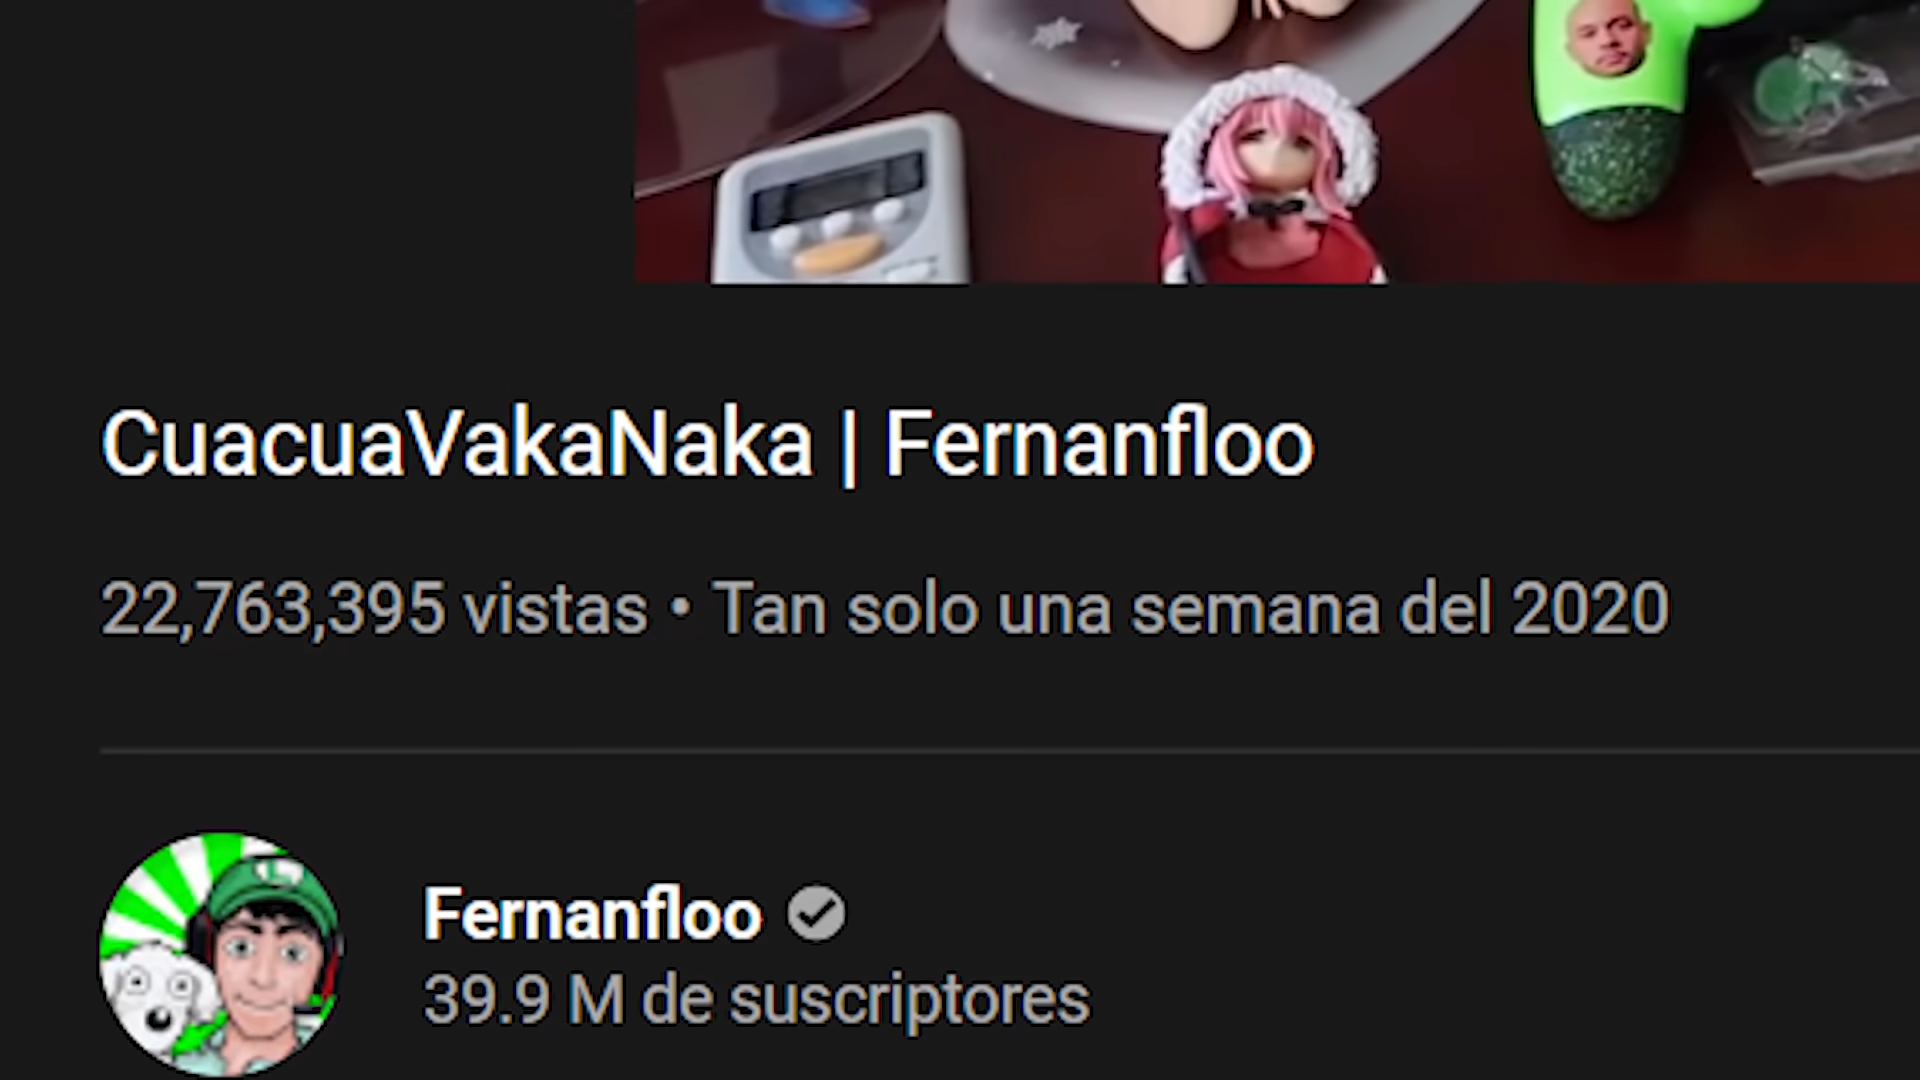 CuacuaVakaNaka | Fernanfloo
22,763,395 vistas • Tan solo una semana del 2020
Fernanfloo
39.9 M de suscriptores